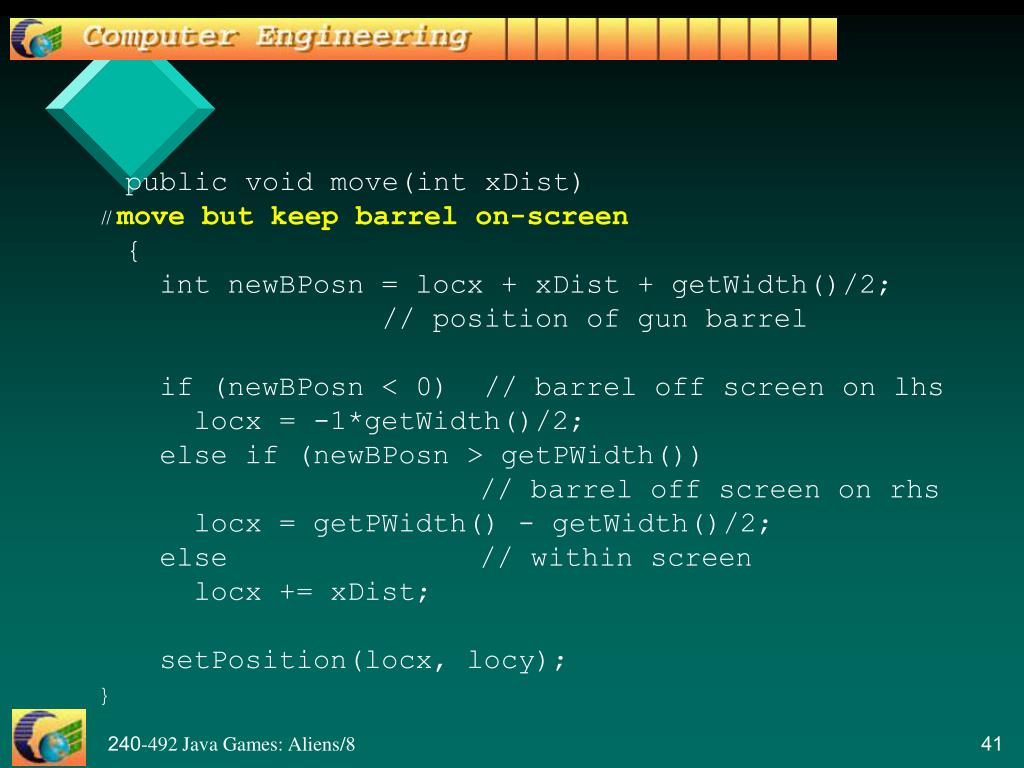 Computer Engineering
public void move(int xDist)
// move but keep barrel on-screen
{
int newBPosn = locx + xDist + getWidth()/2;
// position of gun barrel
if (newBPosn < 0)  // barrel off screen on lhs
locx = -1*getWidth()/2;
else if (newBPosn > getPWidth())
// barrel off screen on rhs
locx = getPWidth() - getWidth()/2;
else // within screen
locx += xDist;
setPosition(locx, locy);
}
240-492 Java Games: Aliens/8 41